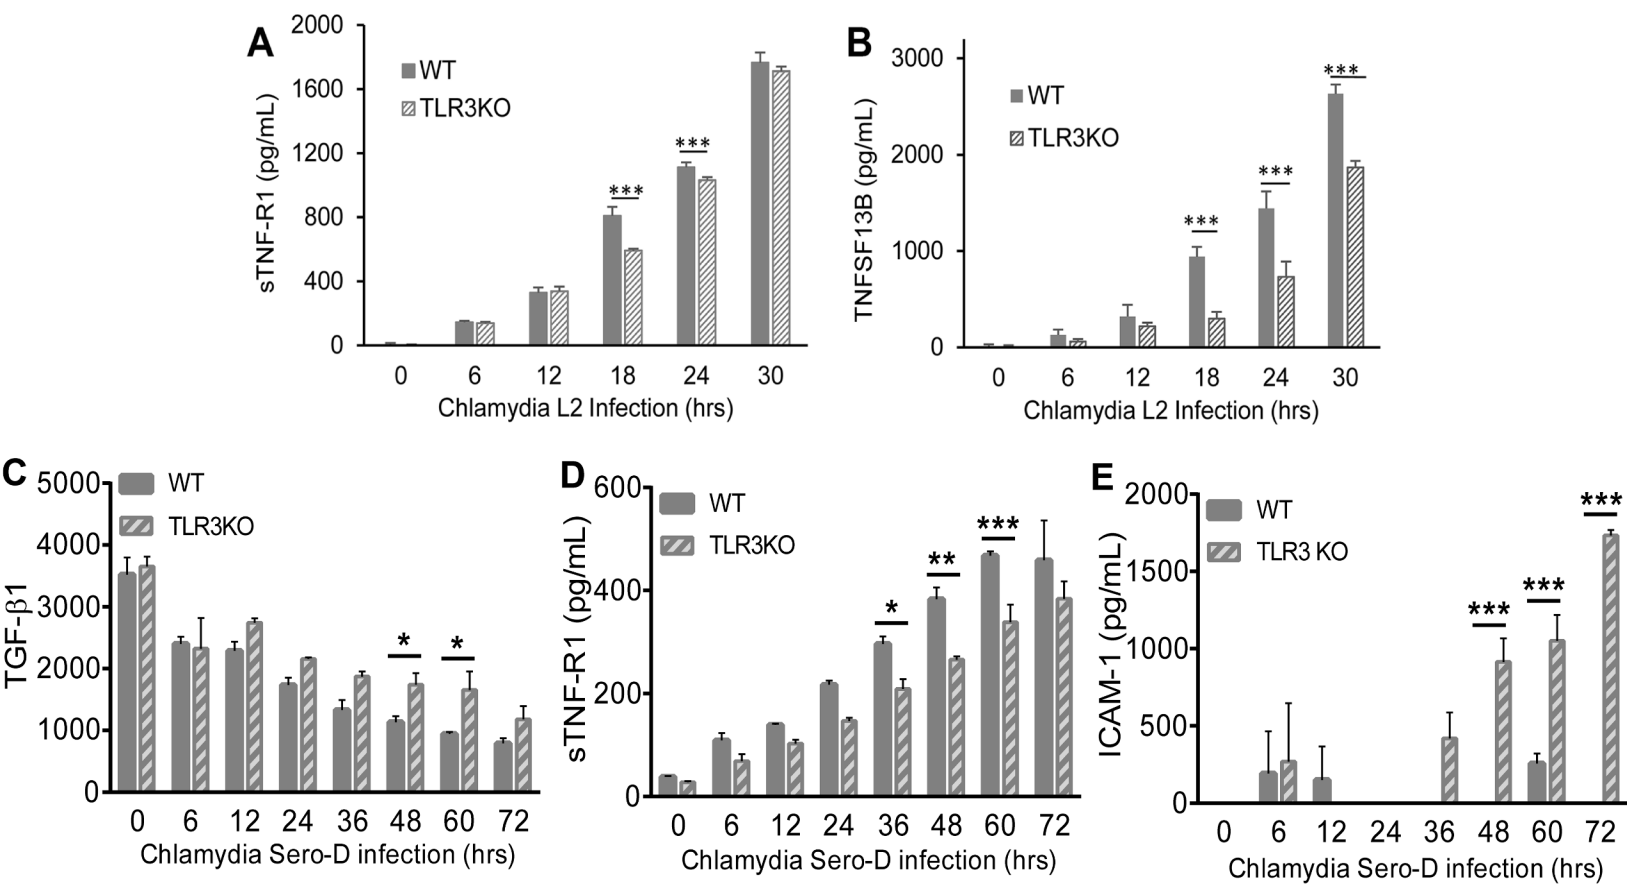 A
sTNF-R1 (pg/mL)
2000
1600
1200
800
400
0
WT
TLR3KO
***
***
0 6 12 18 24 30
Chlamydia L2 Infection (hrs)
B
TNFSF13B (pg/mL)
3000
2000
1000
0
WT
TLR3KO
***
***
***
0 6 12 18 24 30
Chlamydia L2 Infection (hrs)
C
TGF-β1
5000
4000
3000
2000
1000
0
WT
TLR3KO
*
*
0 6 12 24 36 48 60 72
Chlamydia Sero-D infection (hrs)
D
sTNF-R1 (pg/mL)
600
400
200
0
WT
TLR3KO
*
**
***
0 6 12 24 36 48 60 72
Chlamydia Sero-D infection (hrs)
E
ICAM-1 (pg/mL)
2000
1500
1000
500
0
WT
TLR3 KO
***
***
***
0 6 12 24 36 48 60 72
Chlamydia Sero-D infection (hrs)